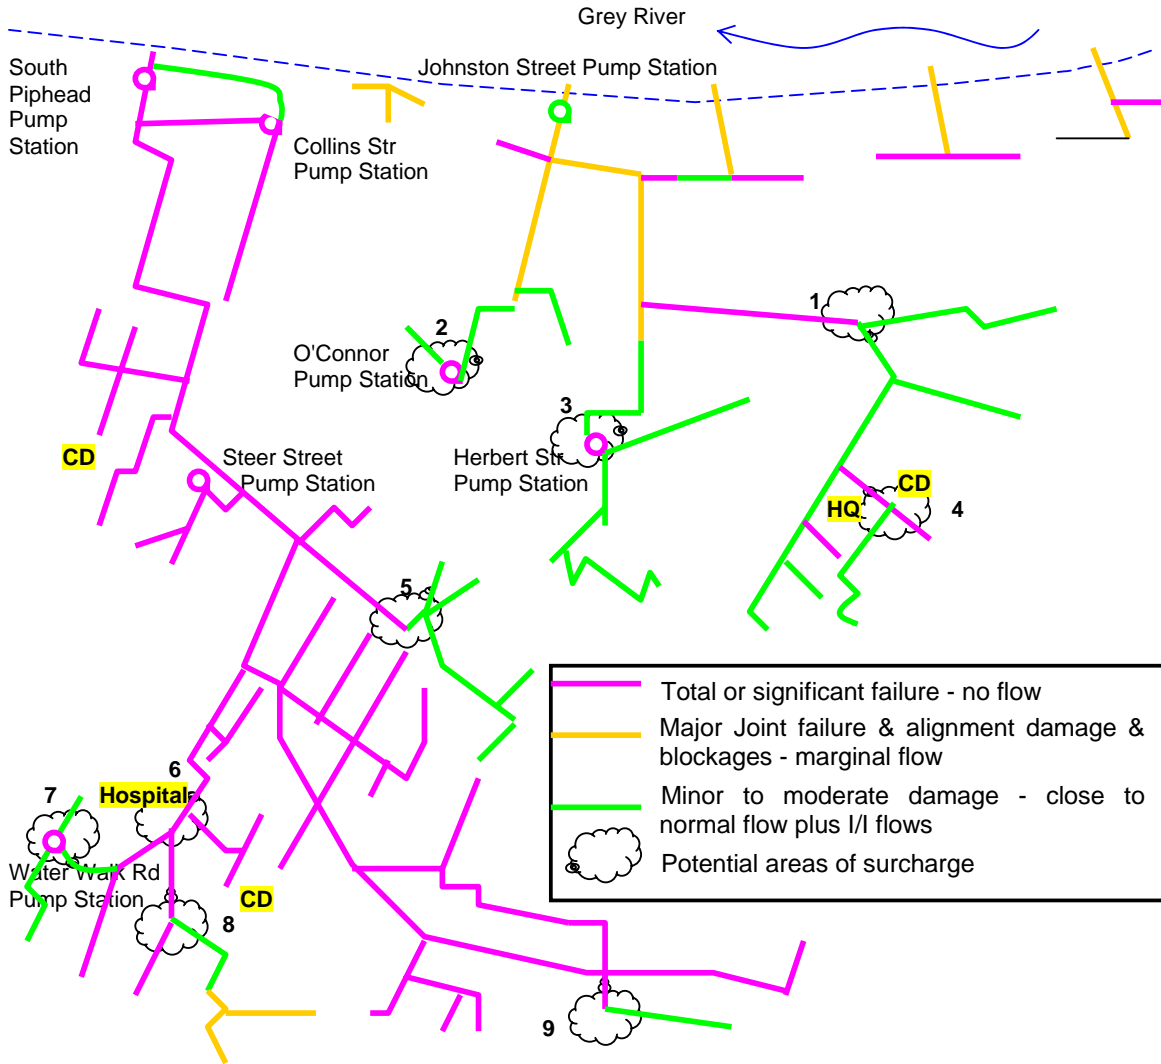 Grey River
South
Piphead
Pump
Station
Johnston Street Pump Station
Collins Str
Pump Station
1
2
O'Connor
Pump Station
3
CD
Steer Street
Pump Station
Herbert Str
Pump Station
CD
HQ
4
5
Total or significant failure - no flow
Major Joint failure & alignment damage &
blockages - marginal flow
Minor to moderate damage - close to
normal flow plus I/I flows
Potential areas of surcharge
6
Hospital
7
Water Walk Rd
Pump Station
CD
8
9